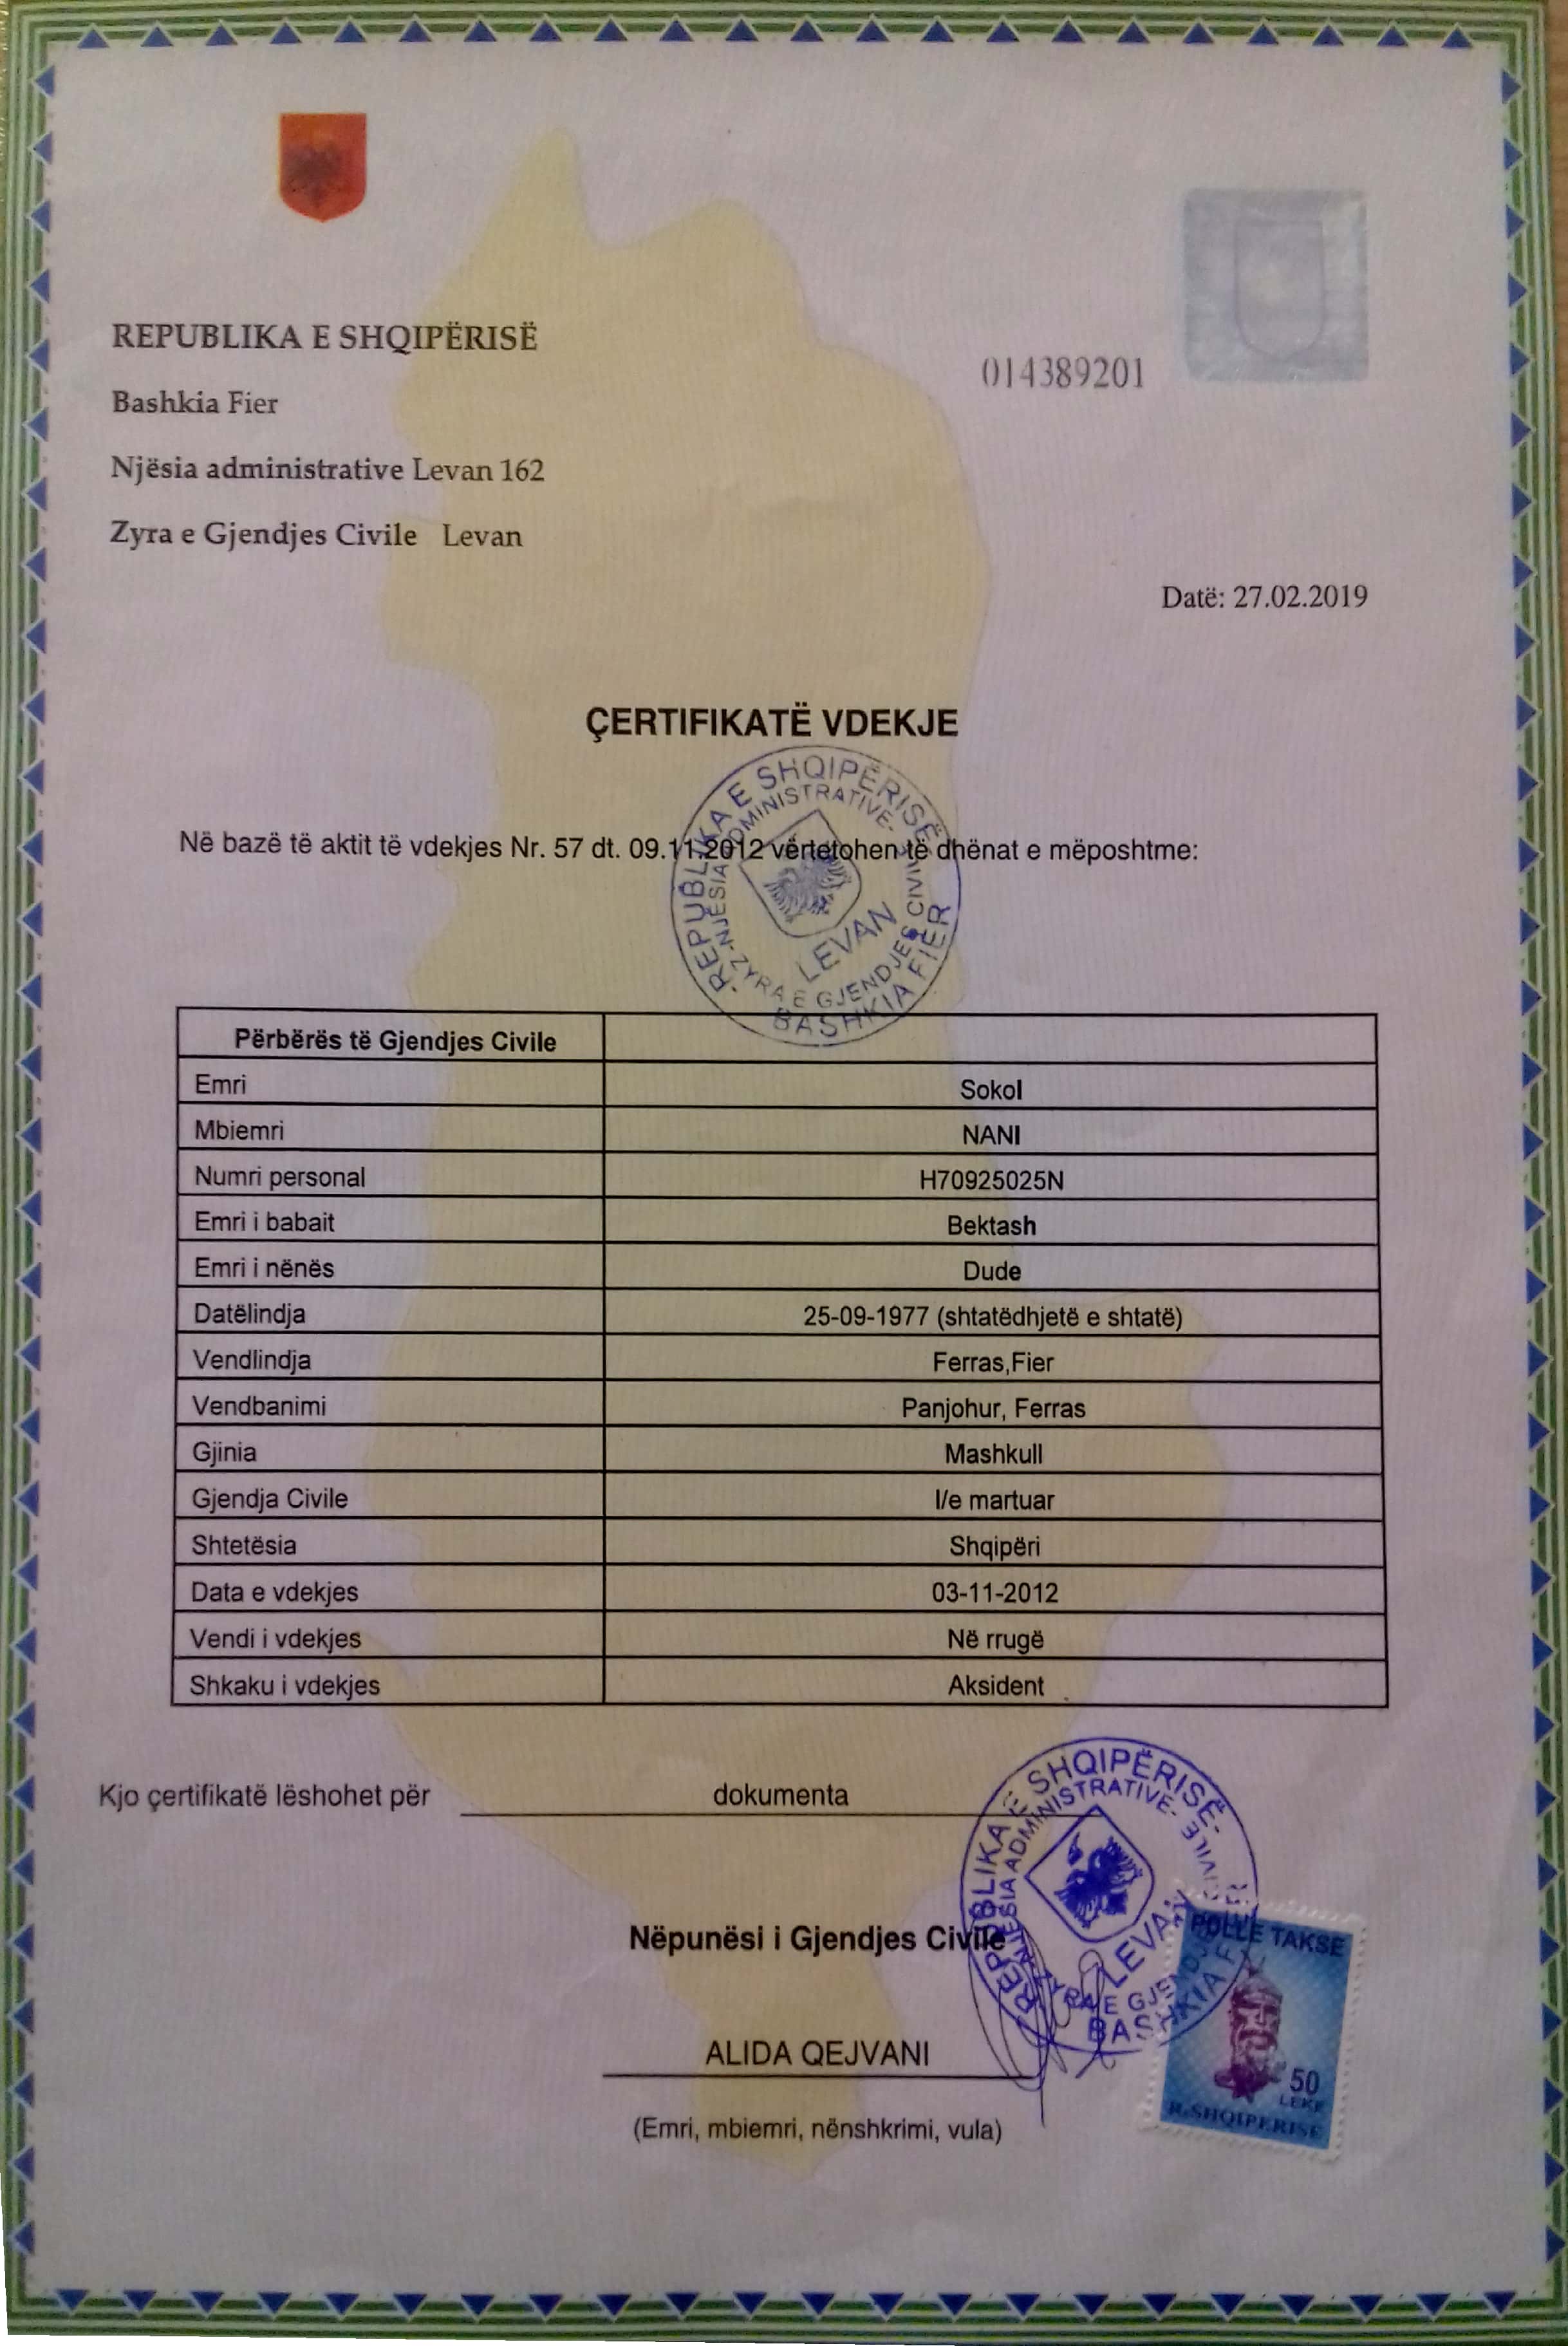 REPUBLIKA E SHQIPËRISË
014389201
Bashkia Fier
Njësia administrative Levan 162
Zyra e Gjendjes Civile Levan
Datë: 27.02.2019
ÇERTIFIKATË VDEKJE
Në bazë të aktit të vdekjes Nr. 57 dt. 09.11.2012 vërtetohen të dhënat e mëposhtme:
REPUBLIKA E SHQIPËRISË
NJËSIA ADMINISTRATIVE
ZYRA E GJENDJES CIVILE
LEVAN
BASHKIA FIER
Përbërës të Gjendjes Civile
Emri Sokol
Mbiemri NANI
Numri personal H70925025N
Emri i babait Bektash
Emri i nënës Dude
Datëlindja 25-09-1977 (shtatëdhjetë e shtatë)
Vendlindja Ferras,Fier
Vendbanimi Panjohur, Ferras
Gjinia Mashkull
Gjendja Civile I/e martuar
Shtetësia Shqipëri
Data e vdekjes 03-11-2012
Vendi i vdekjes Në rrugë
Shkaku i vdekjes Aksident
Kjo çertifikatë lëshohet për dokumenta
REPUBLIKA E SHQIPËRISË
NJËSIA ADMINISTRATIVE
BASHKIA
Nëpunësi i Gjendjes Civile
ALIDA QEJVANI
(Emri, mbiemri, nënshkrimi, vula)
TAKSE
50
LEKE
R.SHQIPERISE